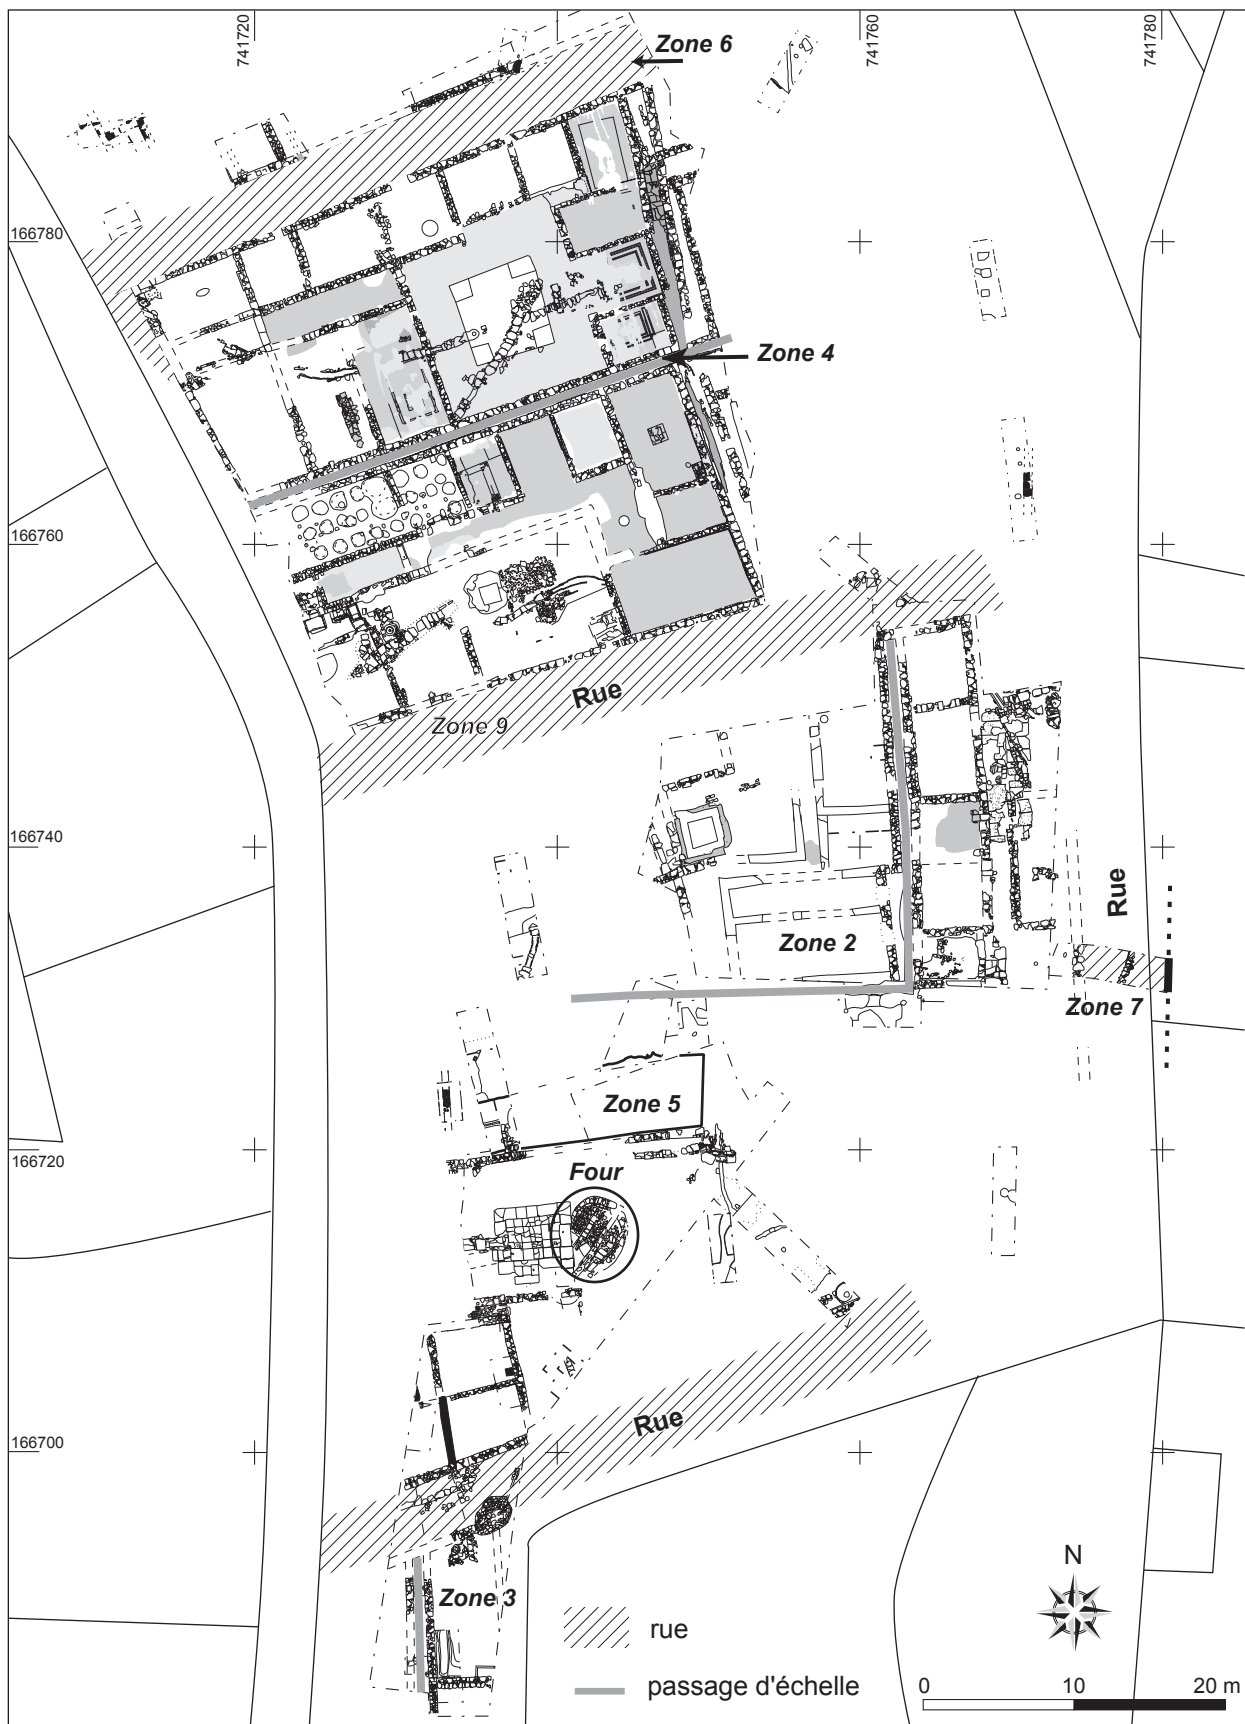 741720
741760
741780
Zone 6
166780
Zone 4
166760
Rue
Zone 9
166740
Rue
Zone 2
Zone 7
Zone 5
166720
Four
Rue
166700
N
Zone 3
rue
passage d'échelle
0 10 20 m